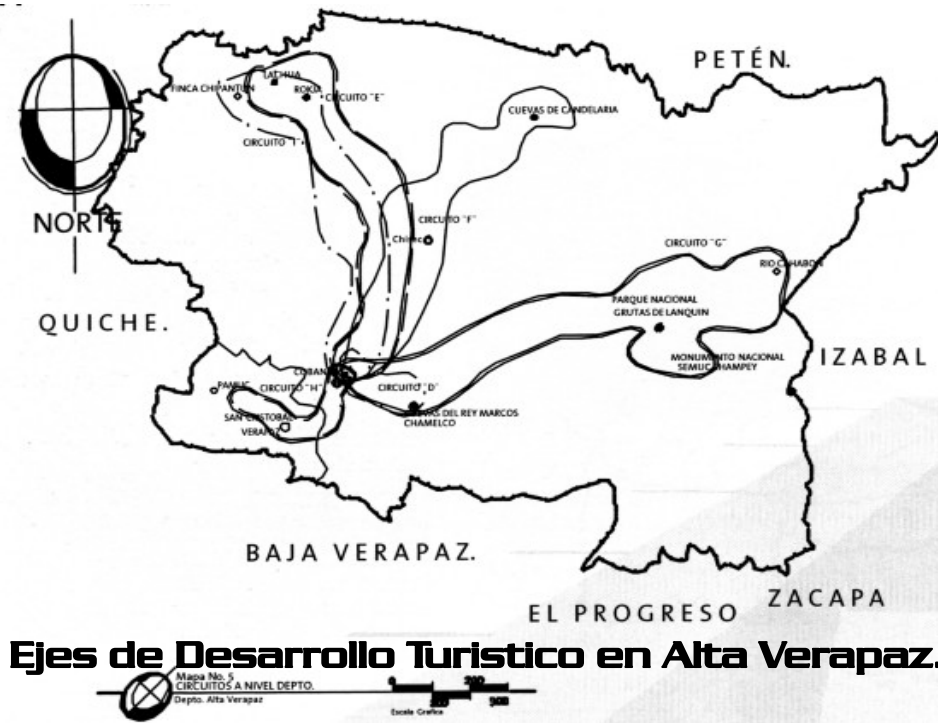 PETÉN.
LACHUA
FINCA CHIPANTUN
ROKJA
CIRCUITO "E"
CUEVAS DE CANDELARIA
CIRCUITO "I"
NORTE
CIRCUITO "F"
Chisec
CIRCUITO "G"
RIO CAHABON
PARQUE NACIONAL
GRUTAS DE LANQUIN
QUICHE.
MONUMENTO NACIONAL
SEMUC CHAMPEY
IZABAL
COBAN
PAMUC
CIRCUITO "H"
CIRCUITO "D"
SAN CRISTOBAL
VERAPAZ
DEL REY MARCOS
CHAMELCO
BAJA VERAPAZ.
EL PROGRESO
ZACAPA
Ejes de Desarrollo Turistico en Alta Verapaz.
Mapa No. 5
CIRCUITOS A NIVEL DEPTO.
Depto. Alta Verapaz
0
Escala Grafica